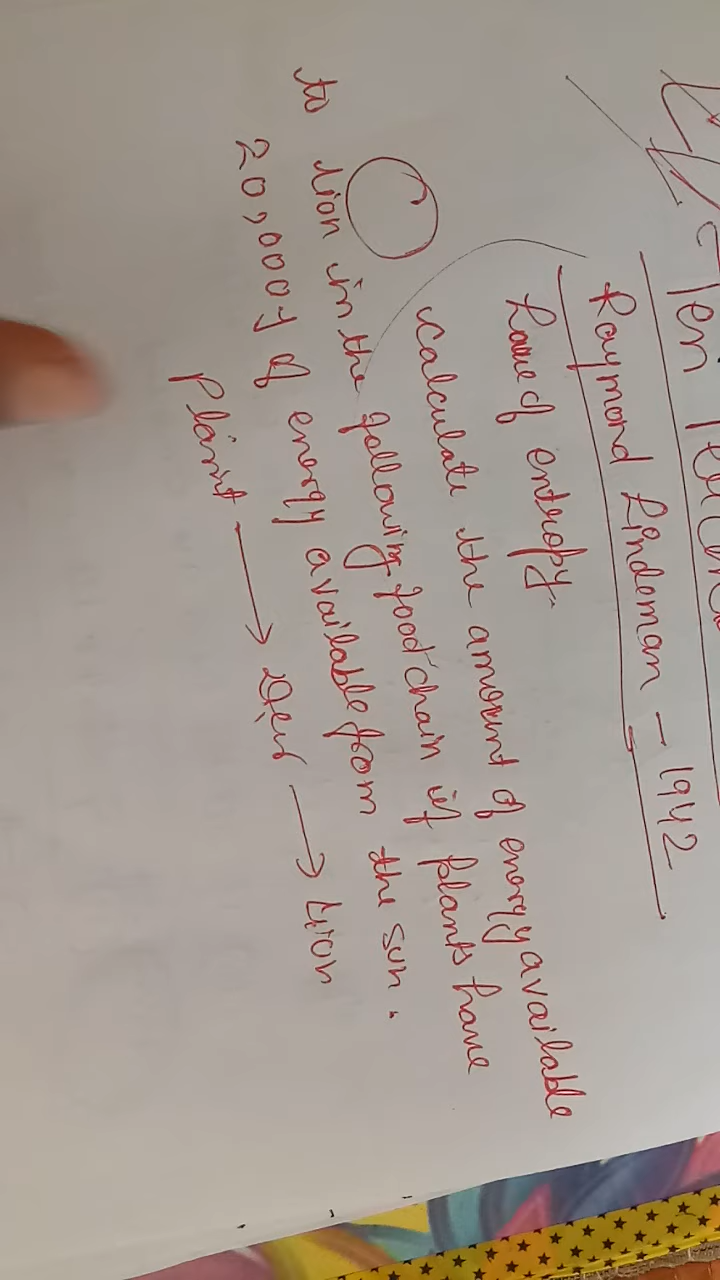 Ten
Raymond Lindeman - 1942
of entropy.
Calculate the amount of energy available
to lion in the following food chain if plants have
20,000 J of energy available from the sun.
Plant → Deer → Lion